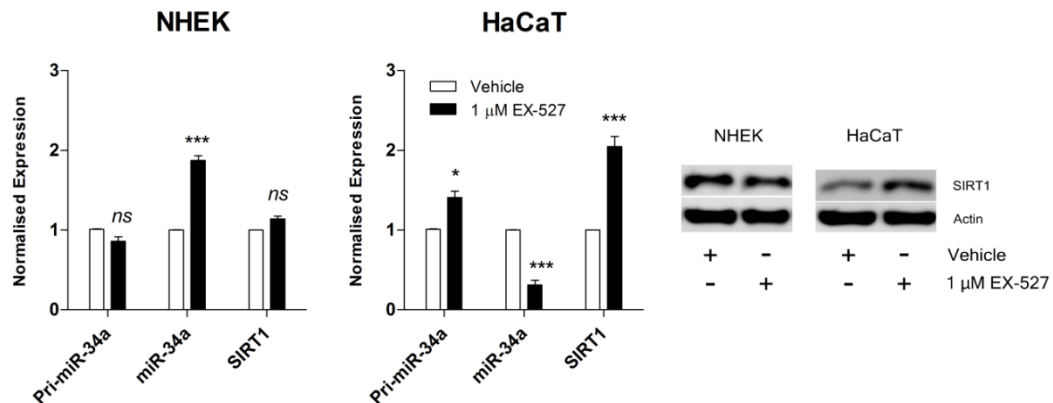 NHEK
Normalised Expression
3
2
1
0
ns
***
ns
Pri-miR-34a
miR-34a
SIRT1
HaCaT
Normalised Expression
3
2
1
0
Vehicle
1 μM EX-527
*
***
***
Pri-miR-34a
miR-34a
SIRT1
NHEK HaCaT
SIRT1
Actin
+ - + - Vehicle
- + - + 1 μM EX-527